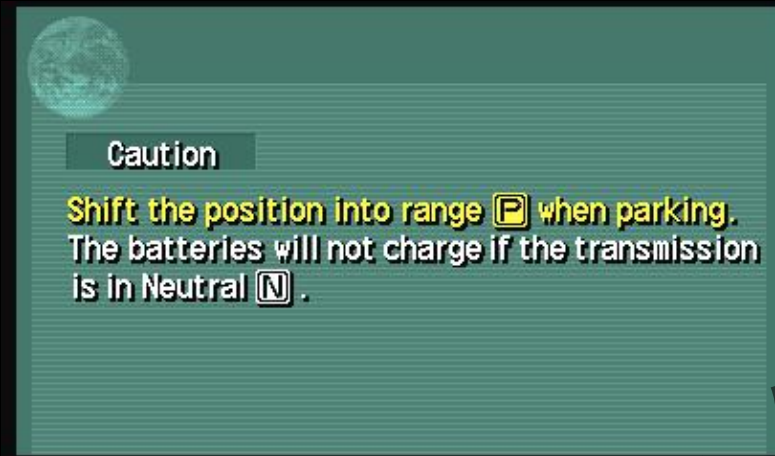 Caution
Shift the position into range P when parking.
The batteries will not charge if the transmission
is in Neutral N .